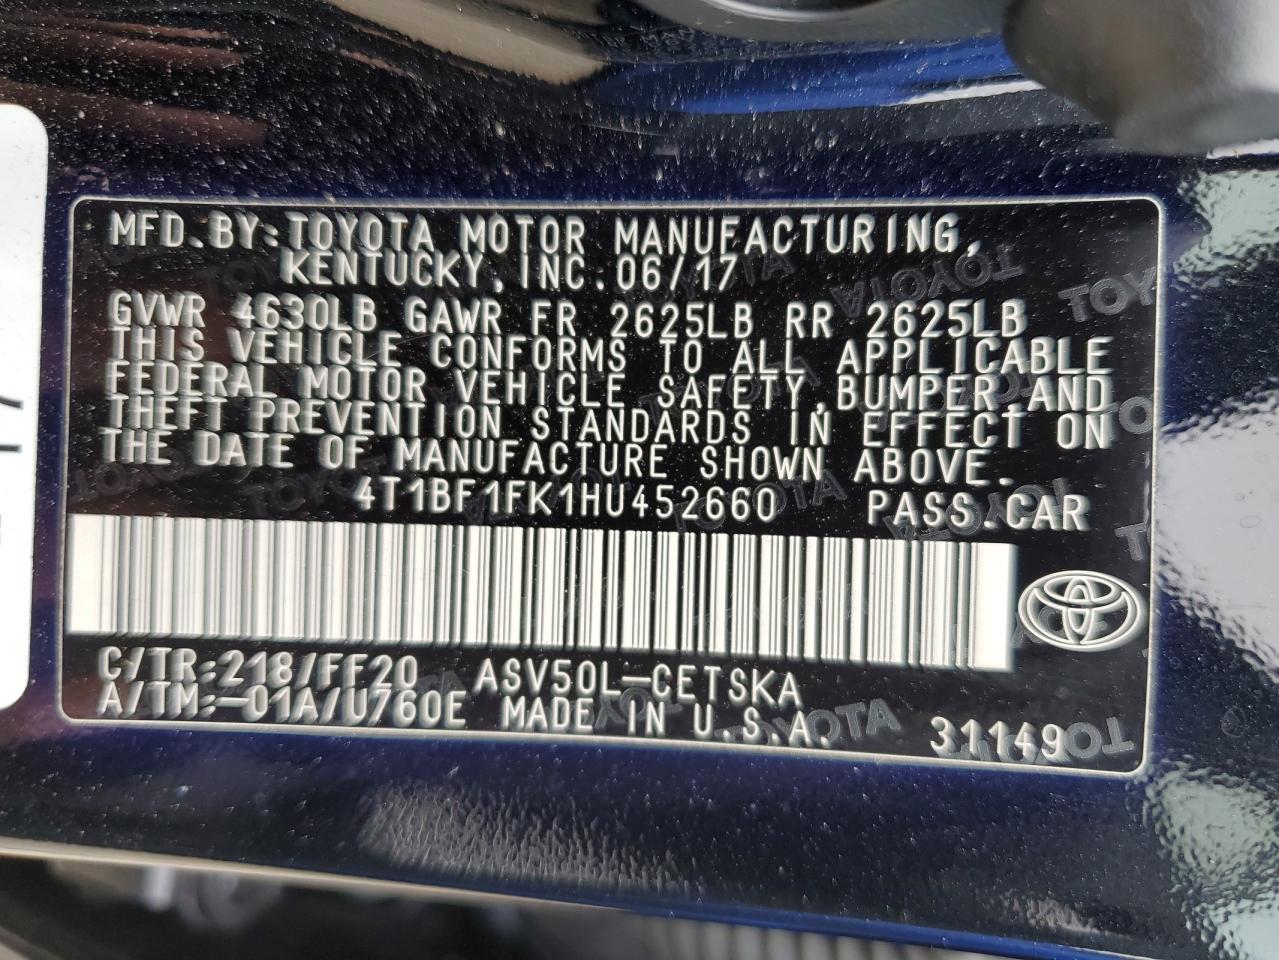 MFD.BY:TOYOTA MOTOR MANUFACTURING,
KENTUCKY,INC.06/17
GVWR 4630LB GAWR FR 2625LB RR 2625LB
THIS VEHICLE CONFORMS TO ALL APPLICABLE
FEDERAL MOTOR VEHICLE SAFETY,BUMPER,AND
THEFT PREVENTION STANDARDS IN EFFECT ON
THE DATE OF MANUFACTURE SHOWN ABOVE.
4T1BF1FK1HU452660 PASS.CAR
C/TR:218/FF20 ASV50L-CETSKA
A/TM:-01A/U760E MADE IN U.S.A. 31149